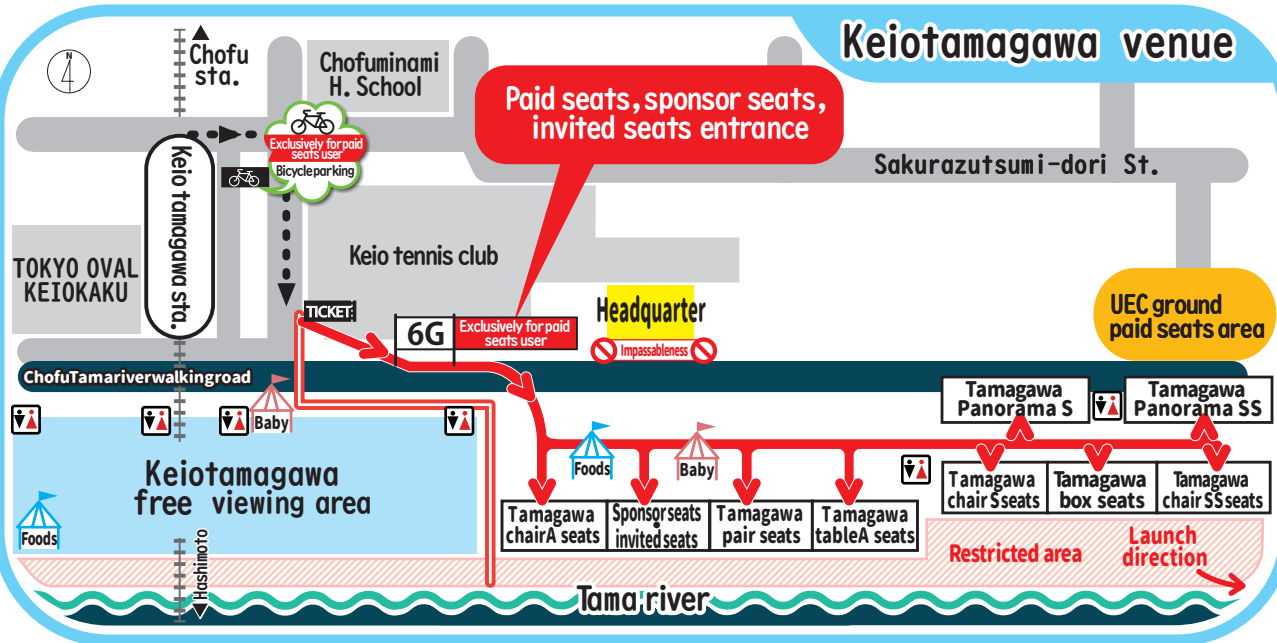 Keiotamagawa venue
N
Chofu
sta.
Chofuminami
H. School
Paid seats, sponsor seats,
invited seats entrance
Exclusively for paid
seats user
Bicycle parking
Keio tamagawa sta.
Sakurazutsumi-dori St.
TOKYO OVAL
KEIOKAKU
Keio tennis club
UEC ground
paid seats area
TICKET
6G
Exclusively for paid
seats user
Headquarter
Impassableness
ChofuTamariverwalkingroad
Baby
Tamagawa
Panorama S
Tamagawa
Panorama SS
Keiotamagawa
free viewing area
Foods
Baby
Tamagawa
chair S seats
Tamagawa
box seats
Tamagawa
chair SS seats
Foods
Tamagawa
chairA seats
Sponsor seats
invited seats
Tamagawa
pair seats
Tamagawa
tableA seats
Restricted area
Launch
direction
Hashimoto
Tama river